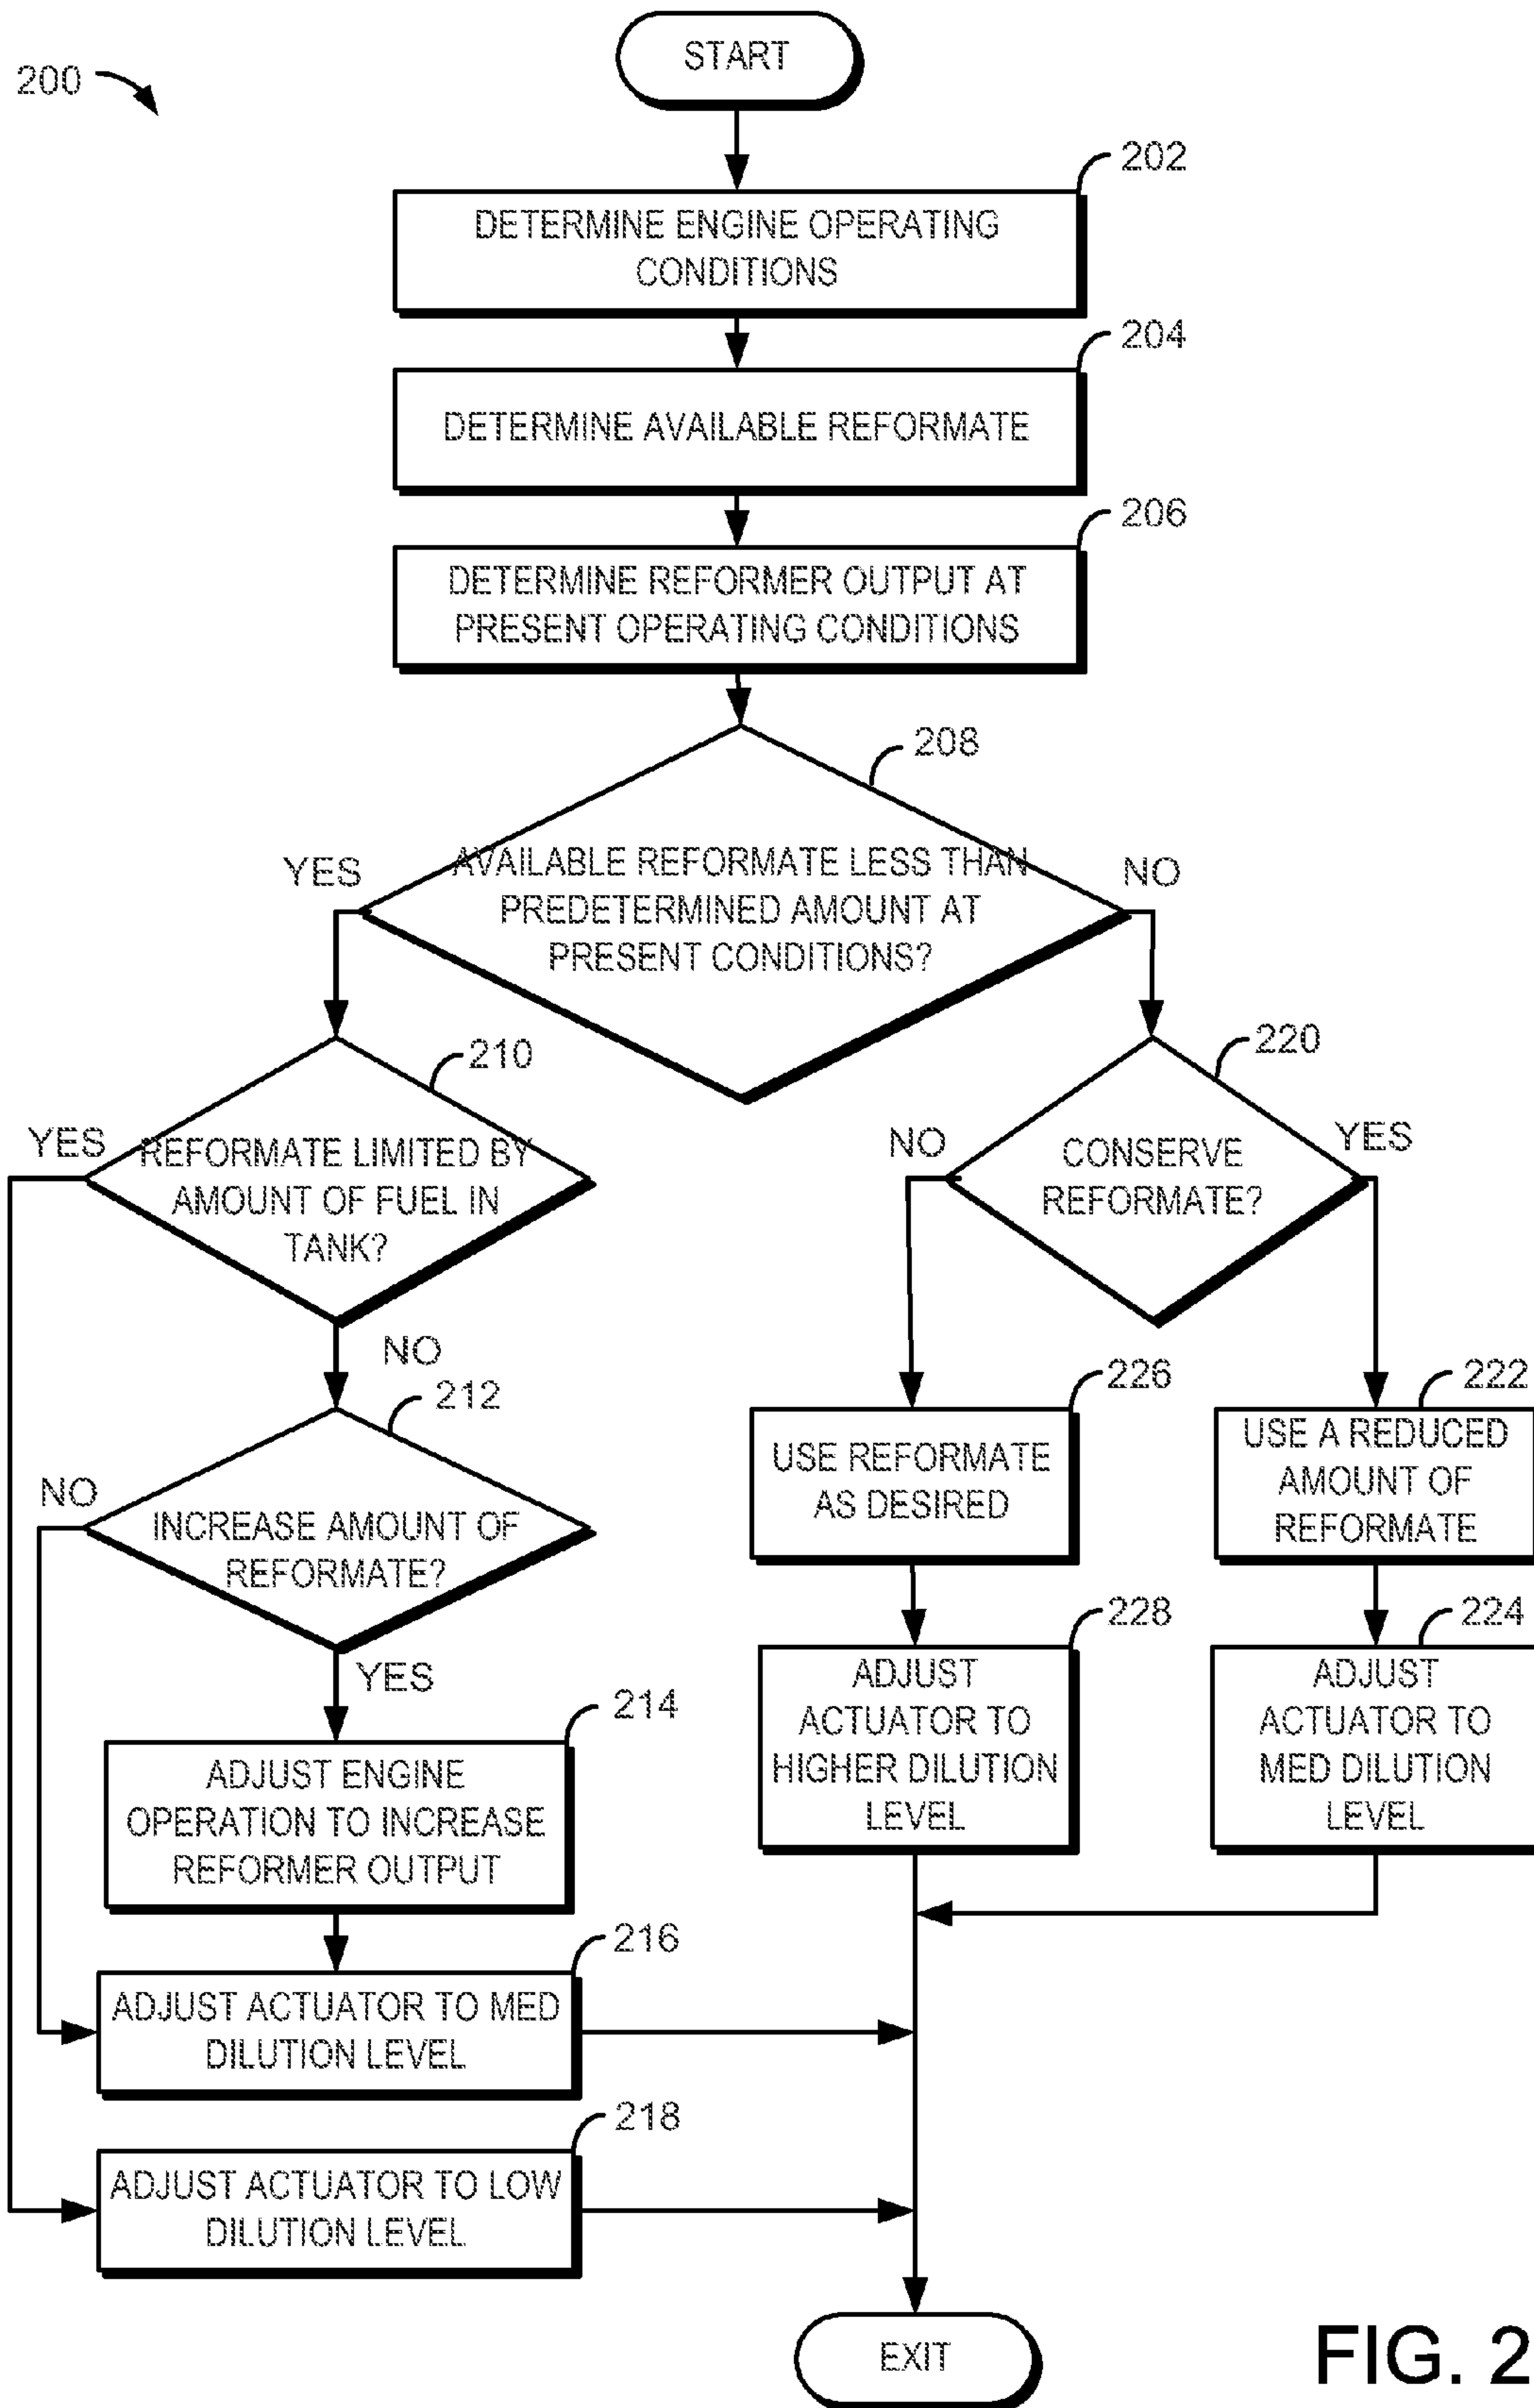 200
START
202
DETERMINE ENGINE OPERATING
CONDITIONS
204
DETERMINE AVAILABLE REFORMATE
206
DETERMINE REFORMER OUTPUT AT
PRESENT OPERATING CONDITIONS
208
YES
AVAILABLE REFORMATE LESS THAN
PREDETERMINED AMOUNT AT
PRESENT CONDITIONS?
NO
210
YES
REFORMATE LIMITED BY
AMOUNT OF FUEL IN
TANK?
NO
220
NO
CONSERVE
REFORMATE?
YES
212
NO
INCREASE AMOUNT OF
REFORMATE?
YES
226
USE REFORMATE
AS DESIRED
222
USE A REDUCED
AMOUNT OF
REFORMATE
214
ADJUST ENGINE
OPERATION TO INCREASE
REFORMER OUTPUT
228
ADJUST
ACTUATOR TO
HIGHER DILUTION
LEVEL
224
ADJUST
ACTUATOR TO
MED DILUTION
LEVEL
216
ADJUST ACTUATOR TO MED
DILUTION LEVEL
218
ADJUST ACTUATOR TO LOW
DILUTION LEVEL
EXIT
FIG. 2